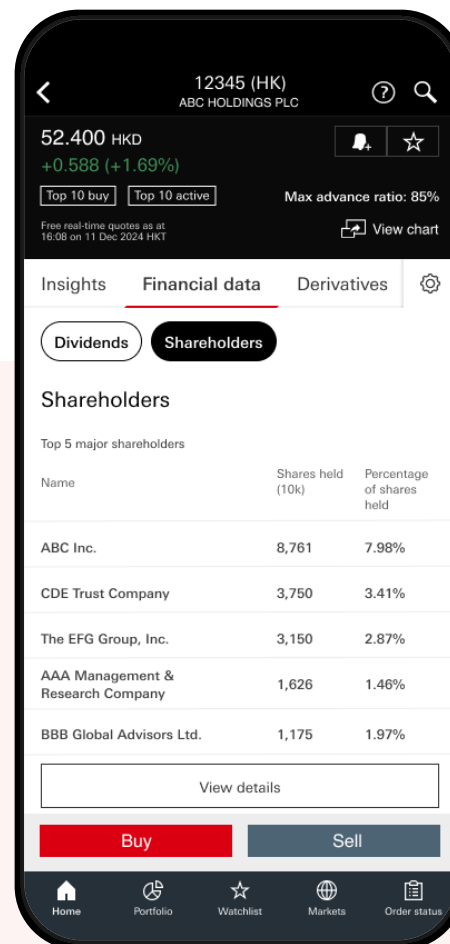 12345 (HK)
ABC HOLDINGS PLC
52.400 HKD
+0.588 (+1.69%)
Top 10 buy Top 10 active
Max advance ratio: 85%
Free real-time quotes as at
16:08 on 11 Dec 2024 HKT
View chart
Insights Financial data Derivatives
Dividends Shareholders
Shareholders
Top 5 major shareholders
Name Shares held (10k) Percentage of shares held
ABC Inc. 8,761 7.98%
CDE Trust Company 3,750 3.41%
The EFG Group, Inc. 3,150 2.87%
AAA Management &
Research Company 1,626 1.46%
BBB Global Advisors Ltd. 1,175 1.97%
View details
Buy Sell
Home Portfolio Watchlist Markets Order status